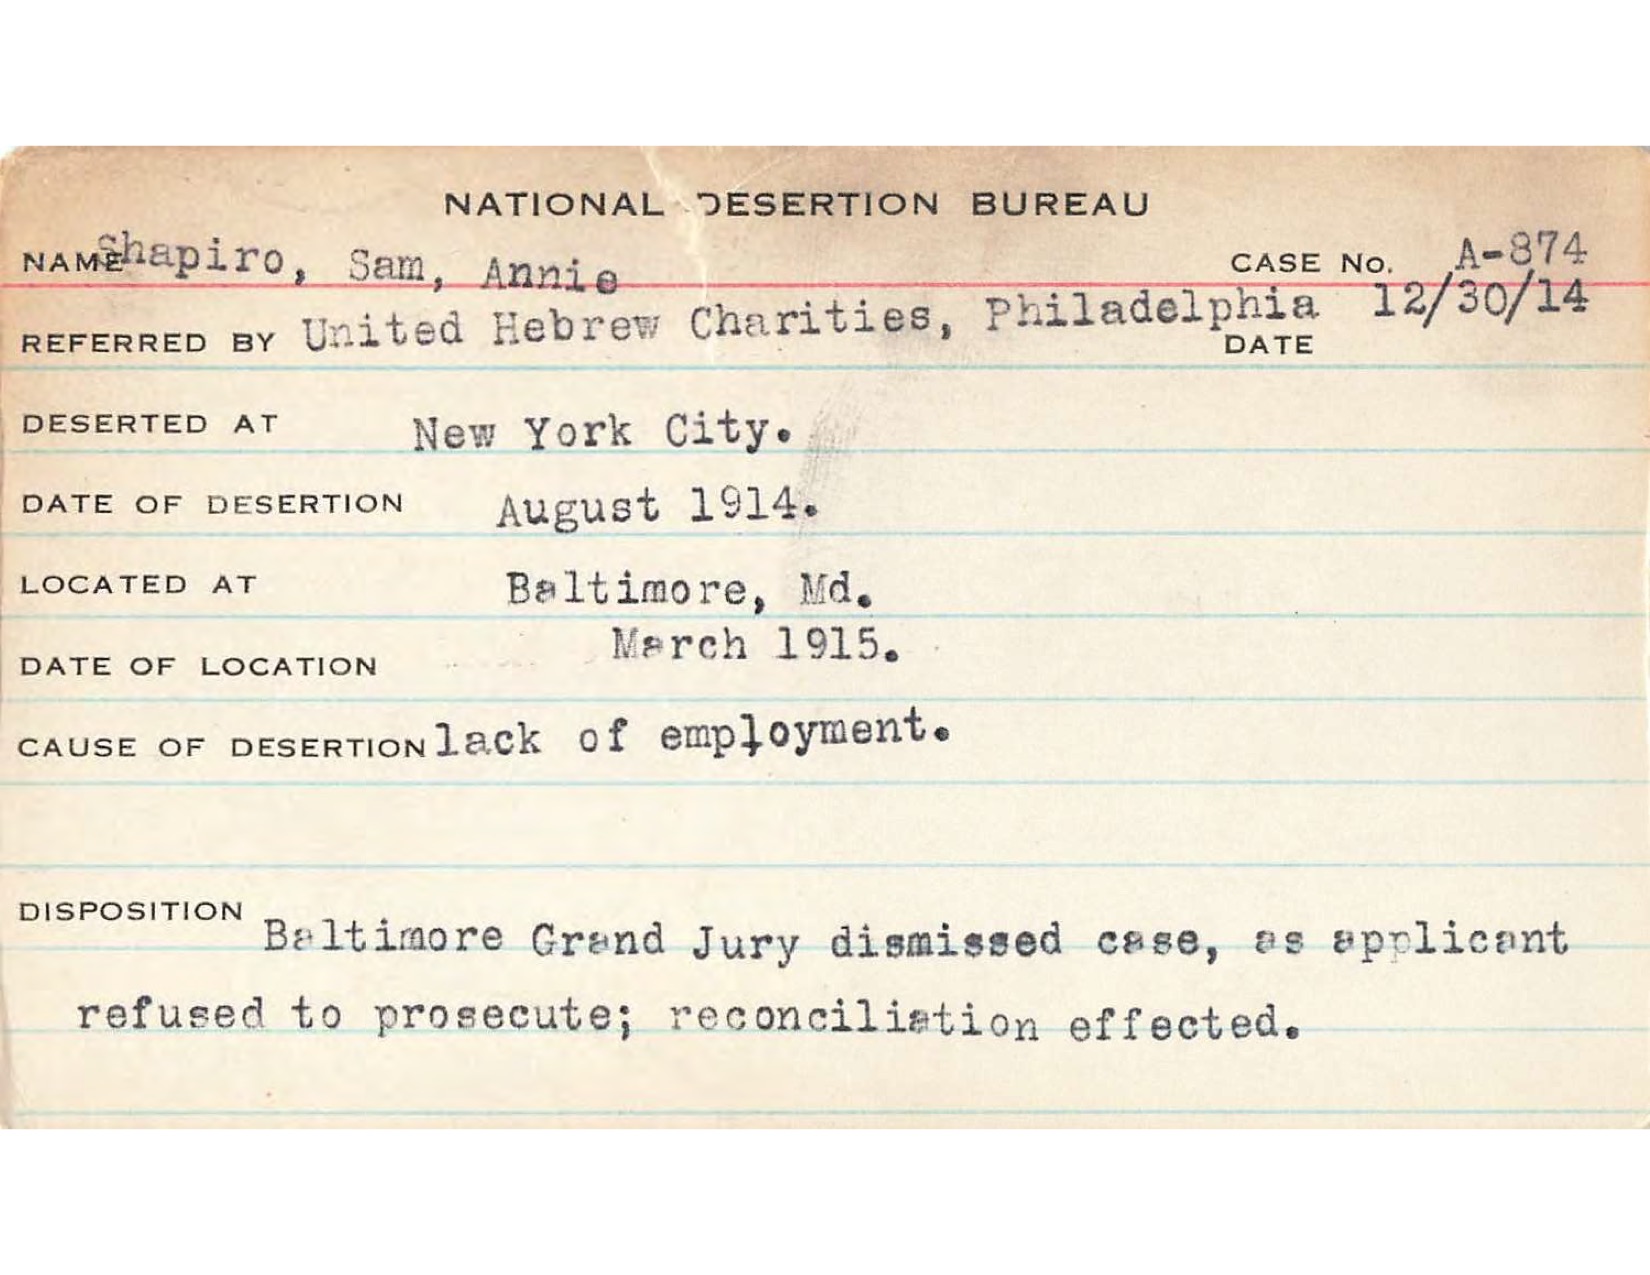 NATIONAL DESERTION BUREAU
NAME Shapiro, Sam, Annie CASE No. A-874
REFERRED BY United Hebrew Charities, Philadelphia DATE 12/30/14
DESERTED AT New York City.
DATE OF DESERTION August 1914.
LOCATED AT Baltimore, Md.
DATE OF LOCATION March 1915.
CAUSE OF DESERTION lack of employment.
DISPOSITION Baltimore Grand Jury dismissed case, as applicant
refused to prosecute; reconciliation effected.